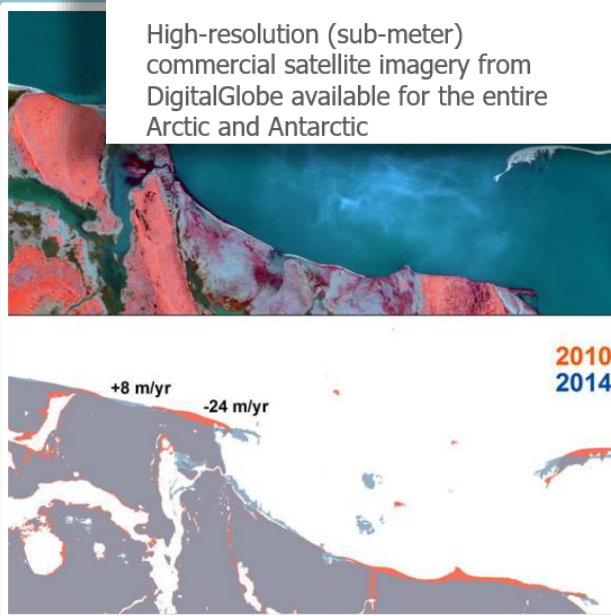 High-resolution (sub-meter)
commercial satellite imagery from
DigitalGlobe available for the entire
Arctic and Antarctic
2010
2014
+8 m/yr
-24 m/yr